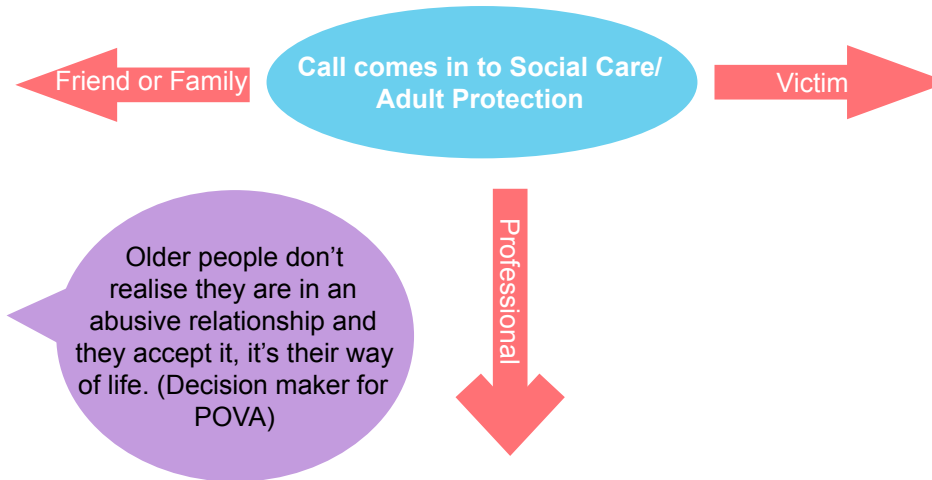 Call comes in to Social Care/
Adult Protection
Friend or Family
Victim
Professional
Older people don’t
realise they are in an
abusive relationship and
they accept it, it’s their way
of life. (Decision maker for
POVA)